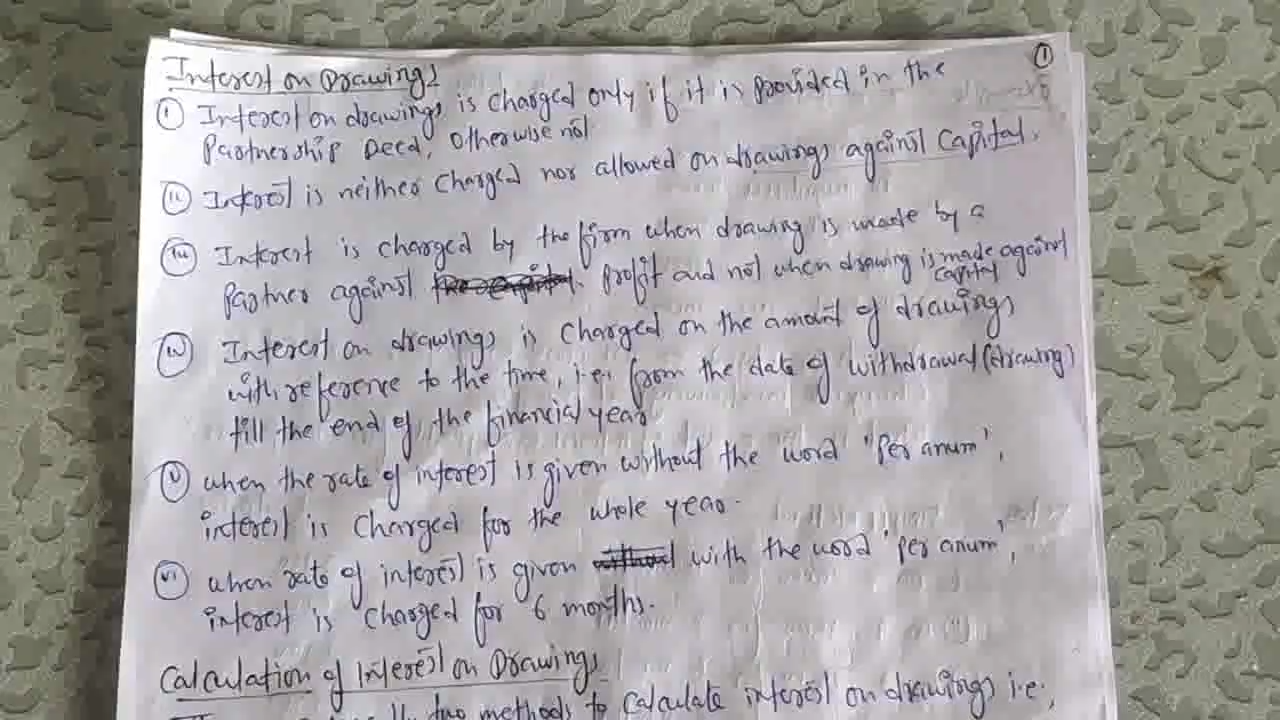 ①
Interest on Drawings
(i) Interest on drawings is charged only if it is provided in the
Partnership Deed, otherwise not
(ii) Interest is neither charged nor allowed on drawings against capital.
(iii) Interest is charged by the firm when drawing is made by a
partner against profit and not when drawing is made against
capital
(iv) Interest on drawings is charged on the amount of drawings
with reference to the time, i.e. from the date of withdrawal (drawing)
till the end of the financial year
(v) when the rate of interest is given without the word "Per anum",
interest is charged for the whole year.
(vi) when rate of interest is given with the word 'per anum',
interest is charged for 6 months.
Calculation of Interest on Drawings
two methods to calculate interest on drawings i.e.